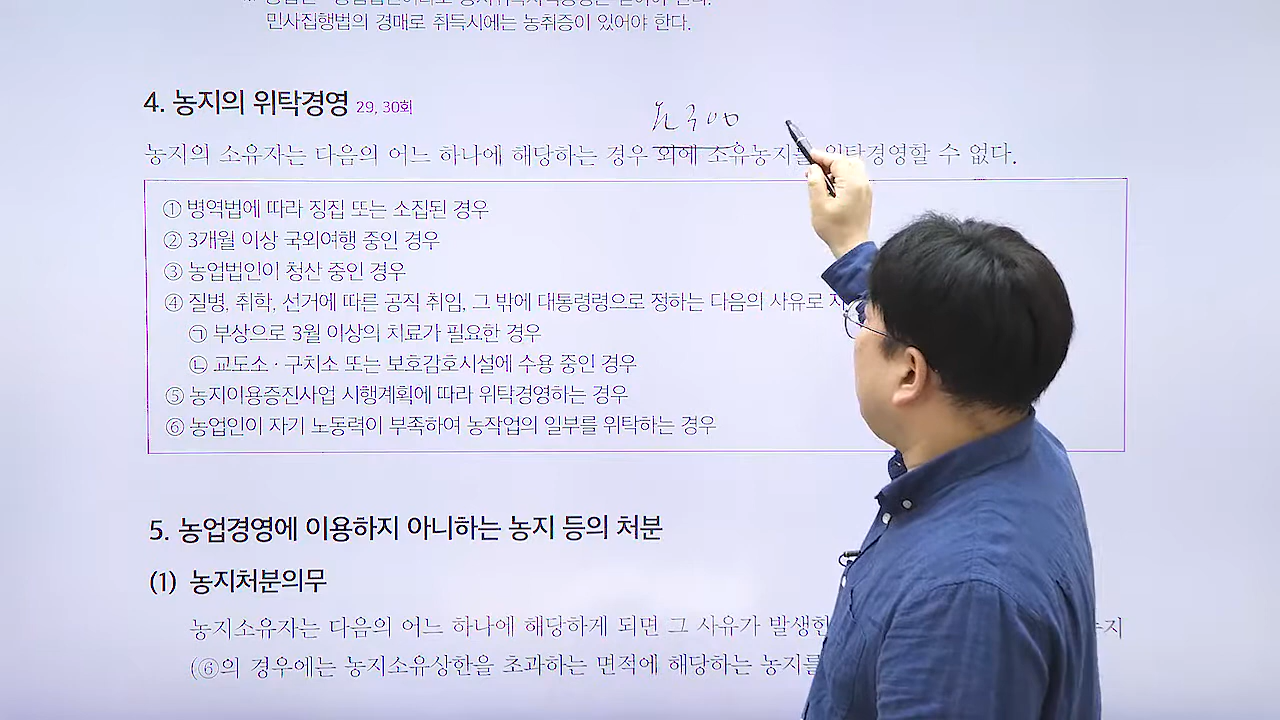 민사집행법의 경매로 취득시에는 농취증이 있어야 한다.
4. 농지의 위탁경영 29, 30회
농지의 소유자는 다음의 어느 하나에 해당하는 경우 외에 소유농지를 위탁경영할 수 없다.
① 병역법에 따라 징집 또는 소집된 경우
② 3개월 이상 국외여행 중인 경우
③ 농업법인이 청산 중인 경우
④ 질병, 취학, 선거에 따른 공직 취임, 그 밖에 대통령령으로 정하는 다음의 사유로
㉠ 부상으로 3월 이상의 치료가 필요한 경우
㉡ 교도소·구치소 또는 보호감호시설에 수용 중인 경우
⑤ 농지이용증진사업 시행계획에 따라 위탁경영하는 경우
⑥ 농업인이 자기 노동력이 부족하여 농작업의 일부를 위탁하는 경우
5. 농업경영에 이용하지 아니하는 농지 등의 처분
(1) 농지처분의무
농지소유자는 다음의 어느 하나에 해당하게 되면 그 사유가 발생한
(⑥의 경우에는 농지소유상한을 초과하는 면적에 해당하는 농지를